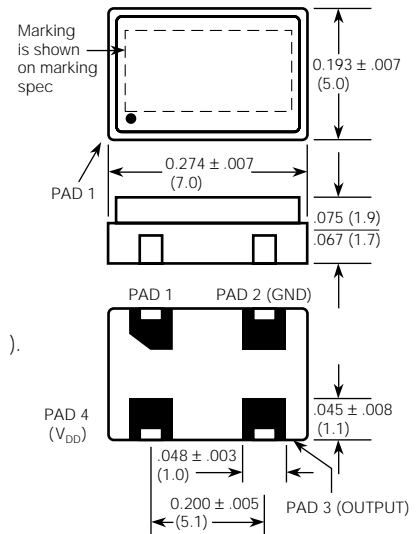 Marking
is shown
on marking
spec
0.193 ± .007
(5.0)
0.274 ± .007
(7.0)
PAD 1
.075 (1.9)
.067 (1.7)
PAD 1
PAD 2 (GND)
).
PAD 4
(VDD)
.045 ± .008
(1.1)
.048 ± .003
(1.0)
0.200 ± .005
(5.1)
PAD 3 (OUTPUT)